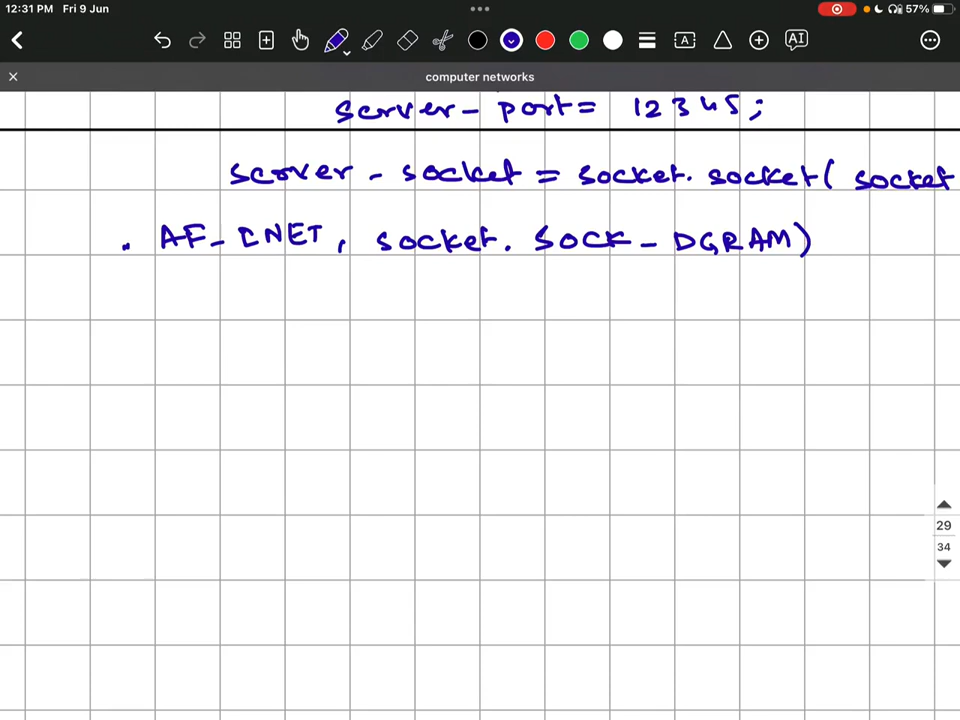 12:31 PM Fri 9 Jun
57%
A
AI
computer networks
server- port= 12345;
server - socket = socket. socket( socket
. AF_INET, socket. SOCK - DGRAM)
29
34